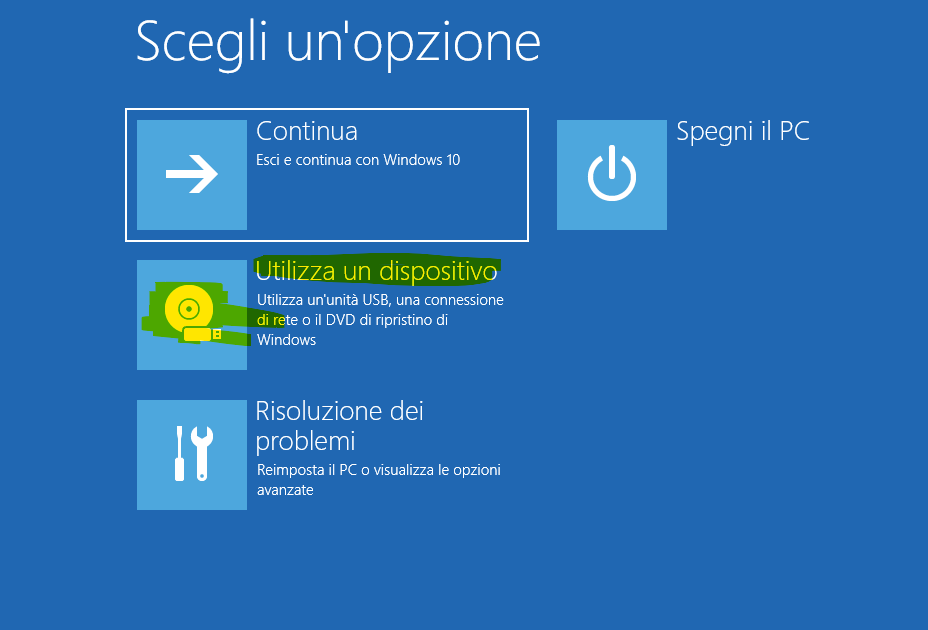 Scegli un'opzione
Continua
Esci e continua con Windows 10
Spegni il PC
Utilizza un dispositivo
Utilizza un'unità USB, una connessione
di rete o il DVD di ripristino di
Windows
Risoluzione dei
problemi
Reimposta il PC o visualizza le opzioni
avanzate